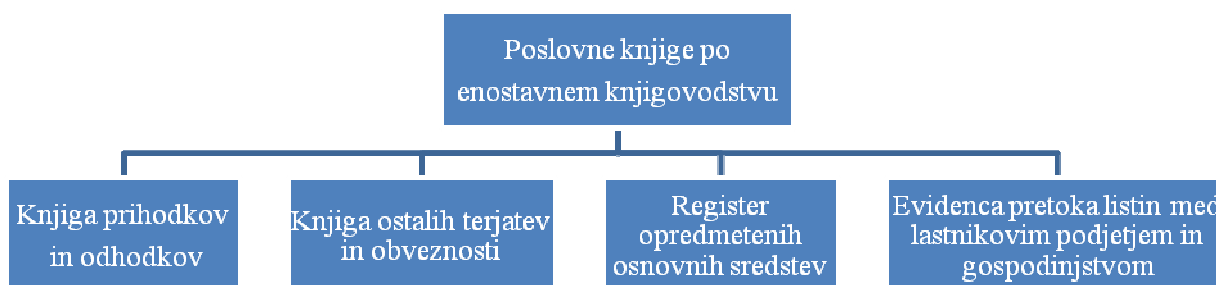 Poslovne knjige po
enostavnem knjigovodstvu
Knjiga prihodkov
in odhodkov
Knjiga ostalih terjatev
in obveznosti
Register
opredmetenih
osnovnih sredstev
Evidenca pretoka listin med
lastnikovim podjetjem in
gospodinjstvom